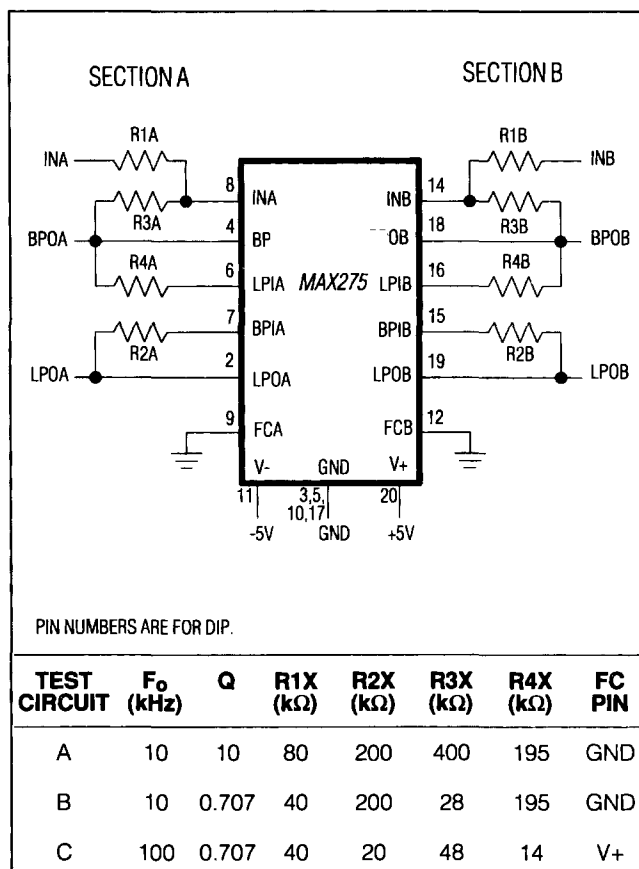 SECTION A SECTION B
R1A R1B
INA INB
8 INA INB 14
R3A R3B
BPOA 4 BP OB 18 BPOB
R4A R4B
6 LPIA MAX275 LPIB 16
7 BPIA BPIB 15
R2A R2B
LPOA 2 LPOA LPOB 19 LPOB
9 FCA FCB 12
V- GND V+
11 3,5, 20
10,17
-5V GND +5V
PIN NUMBERS ARE FOR DIP.
TEST CIRCUIT Fo (kHz) Q R1X (kΩ) R2X (kΩ) R3X (kΩ) R4X (kΩ) FC PIN
A 10 10 80 200 400 195 GND
B 10 0.707 40 200 28 195 GND
C 100 0.707 40 20 48 14 V+